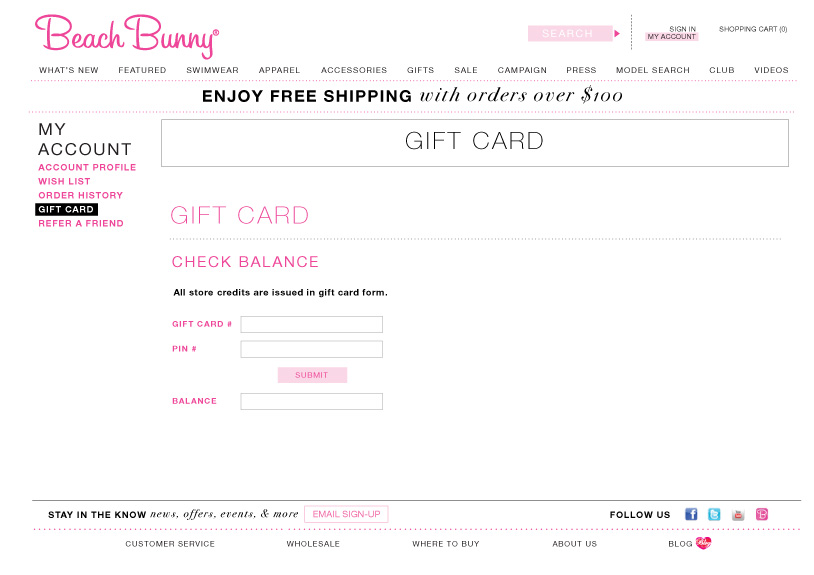 Beach Bunny®
SEARCH
SIGN IN
MY ACCOUNT
SHOPPING CART (0)
WHAT'S NEW FEATURED SWIMWEAR APPAREL ACCESSORIES GIFTS SALE CAMPAIGN PRESS MODEL SEARCH CLUB VIDEOS
ENJOY FREE SHIPPING with orders over $100
MY
ACCOUNT
ACCOUNT PROFILE
WISH LIST
ORDER HISTORY
GIFT CARD
REFER A FRIEND
GIFT CARD
GIFT CARD
CHECK BALANCE
All store credits are issued in gift card form.
GIFT CARD #
PIN #
SUBMIT
BALANCE
STAY IN THE KNOW news, offers, events, & more EMAIL SIGN-UP FOLLOW US
CUSTOMER SERVICE WHOLESALE WHERE TO BUY ABOUT US BLOG